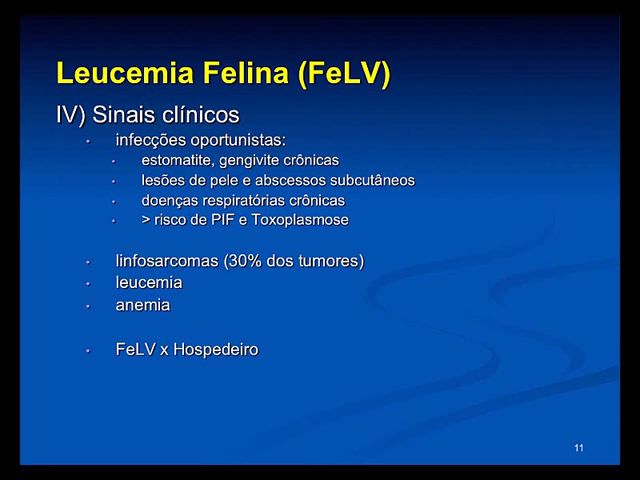 Leucemia Felina (FeLV)
IV) Sinais clínicos
• infecções oportunistas:
• estomatite, gengivite crônicas
• lesões de pele e abscessos subcutâneos
• doenças respiratórias crônicas
• > risco de PIF e Toxoplasmose
• linfosarcomas (30% dos tumores)
• leucemia
• anemia
• FeLV x Hospedeiro
11